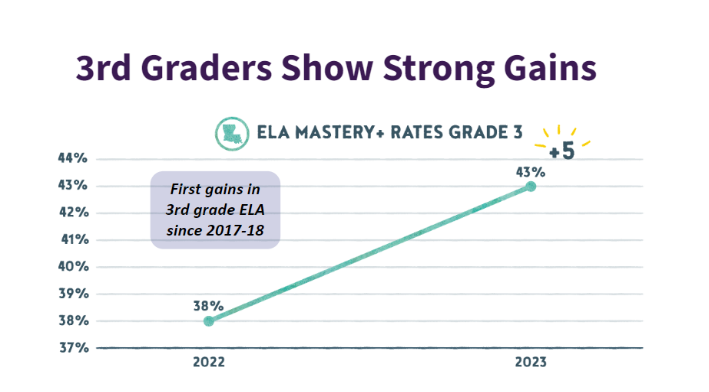 3rd Graders Show Strong Gains
ELA MASTERY+ RATES GRADE 3
+5
44%
43%
42%
41%
40%
39%
38%
37%
First gains in
3rd grade ELA
since 2017-18
38%
43%
2022
2023